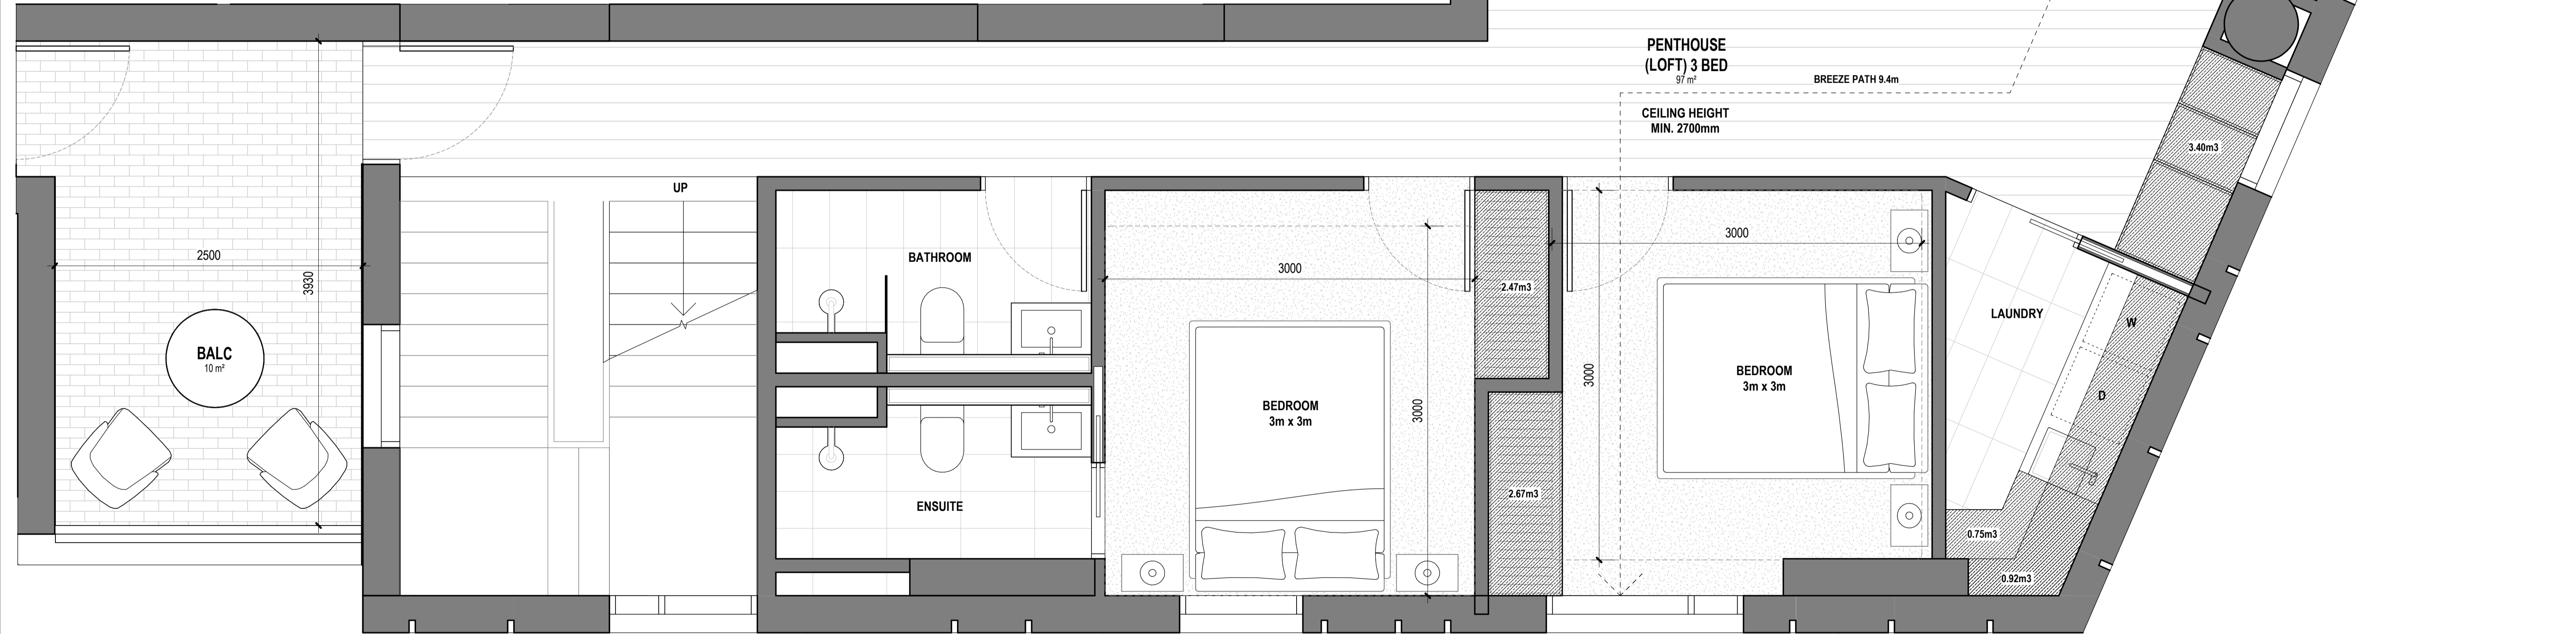 PENTHOUSE
(LOFT) 3 BED
97 m²
BREEZE PATH 9.4m
CEILING HEIGHT
MIN. 2700mm
3.40m3
UP
2500
3930
BALC
10 m²
BATHROOM
ENSUITE
3000
3000
BEDROOM
3m x 3m
2.47m3
2.67m3
3000
3000
BEDROOM
3m x 3m
LAUNDRY
W
D
0.75m3
0.92m3